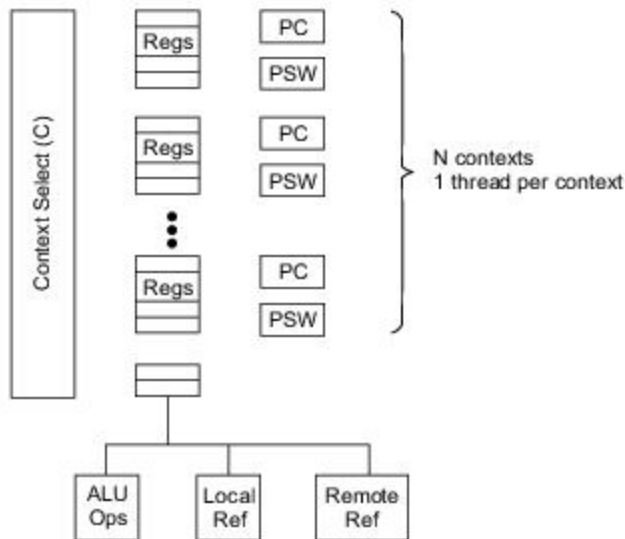 Context Select (C)
Regs
PC
PSW
Regs
PC
PSW
Regs
PC
PSW
N contexts
1 thread per context
ALU
Ops
Local
Ref
Remote
Ref